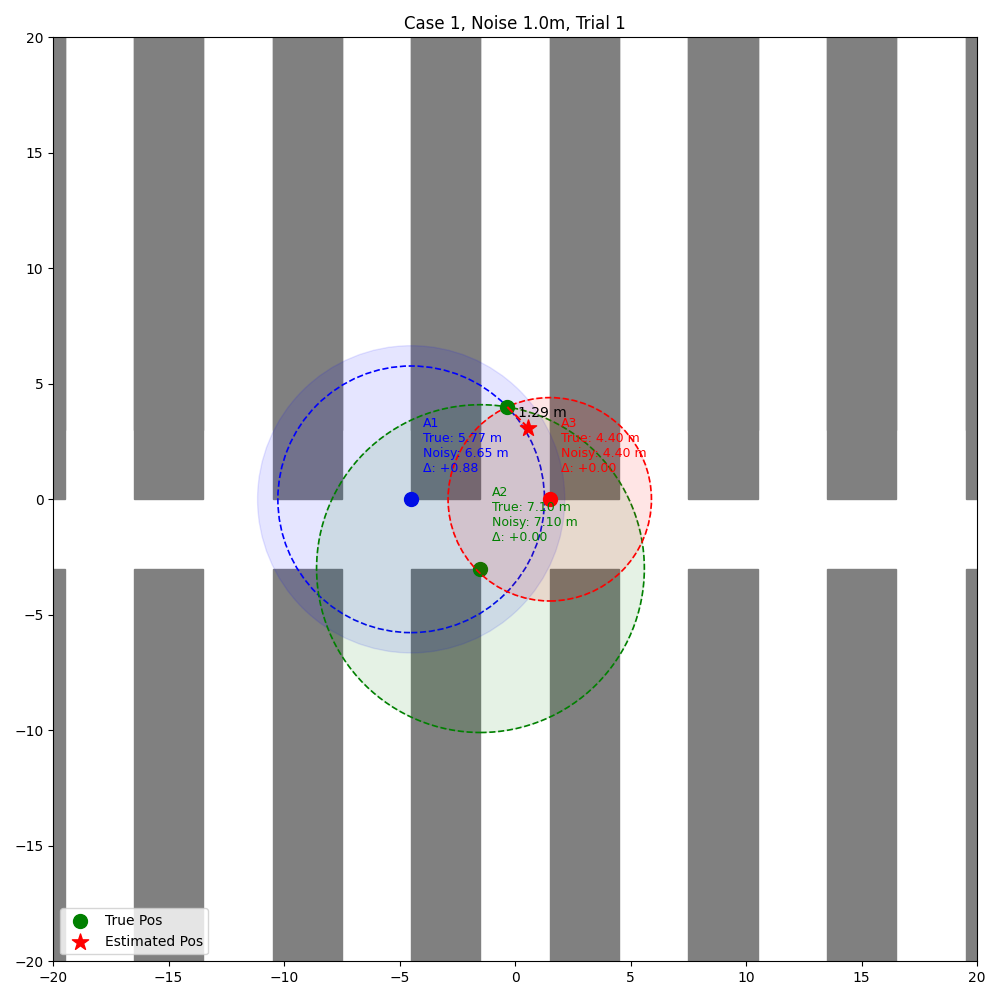 Case 1, Noise 1.0m, Trial 1
20
15
10
5
0
−5
−10
−15
−20
1.29 m
A1
True: 5.77 m
Noisy: 6.65 m
Δ: +0.88
A3
True: 4.40 m
Noisy: 4.40 m
Δ: +0.00
A2
True: 7.10 m
Noisy: 7.10 m
Δ: +0.00
True Pos
Estimated Pos
−20
−15
−10
−5
0
5
10
15
20